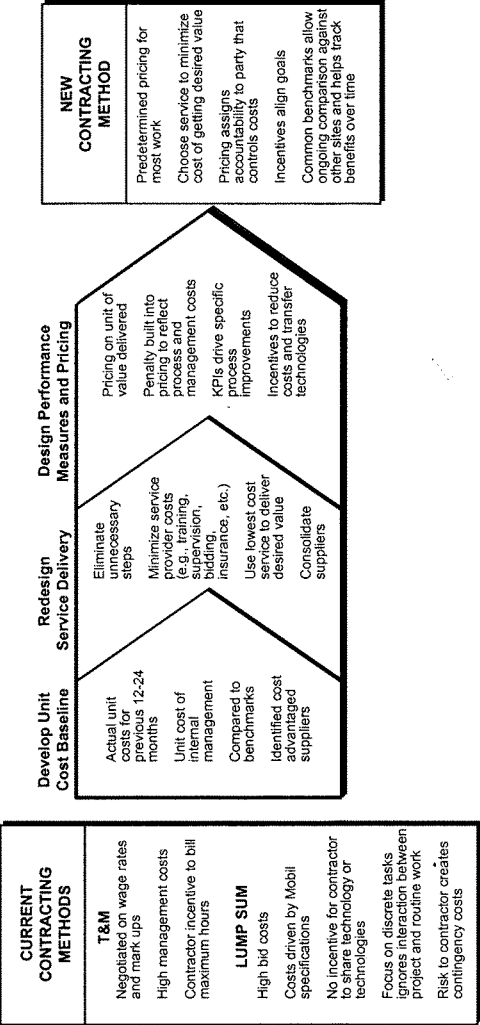 CURRENT
CONTRACTING
METHODS
T&M
Negotiated on wage rates
and mark ups
High management costs
Contractor incentive to bill
maximum hours
LUMP SUM
High bid costs
Costs driven by Mobil
specifications
No incentive for contractor
to share technology or
technologies
Focus on discrete tasks
ignores interaction between
project and routine work
Risk to contractor creates
contingency costs
Develop Unit
Cost Baseline
Actual unit
costs for
previous 12-24
months
Unit cost of
internal
management
Compared to
benchmarks
Identified cost
advantaged
suppliers
Redesign
Service Delivery
Eliminate
unnecessary
steps
Minimize service
provider costs
(e.g., training,
supervision,
bidding,
insurance, etc.)
Use lowest cost
service to deliver
desired value
Consolidate
suppliers
Design Performance
Measures and Pricing
Pricing on unit of
value delivered
Penalty built into
pricing to reflect
process and
management costs
KPIs drive specific
process
improvements
Incentives to reduce
costs and transfer
technologies
NEW
CONTRACTING
METHOD
Predetermined pricing for
most work
Choose service to minimize
cost of getting desired value
Pricing assigns
accountability to party that
controls costs
Incentives align goals
Common benchmarks allow
ongoing comparison against
other sites and helps track
benefits over time